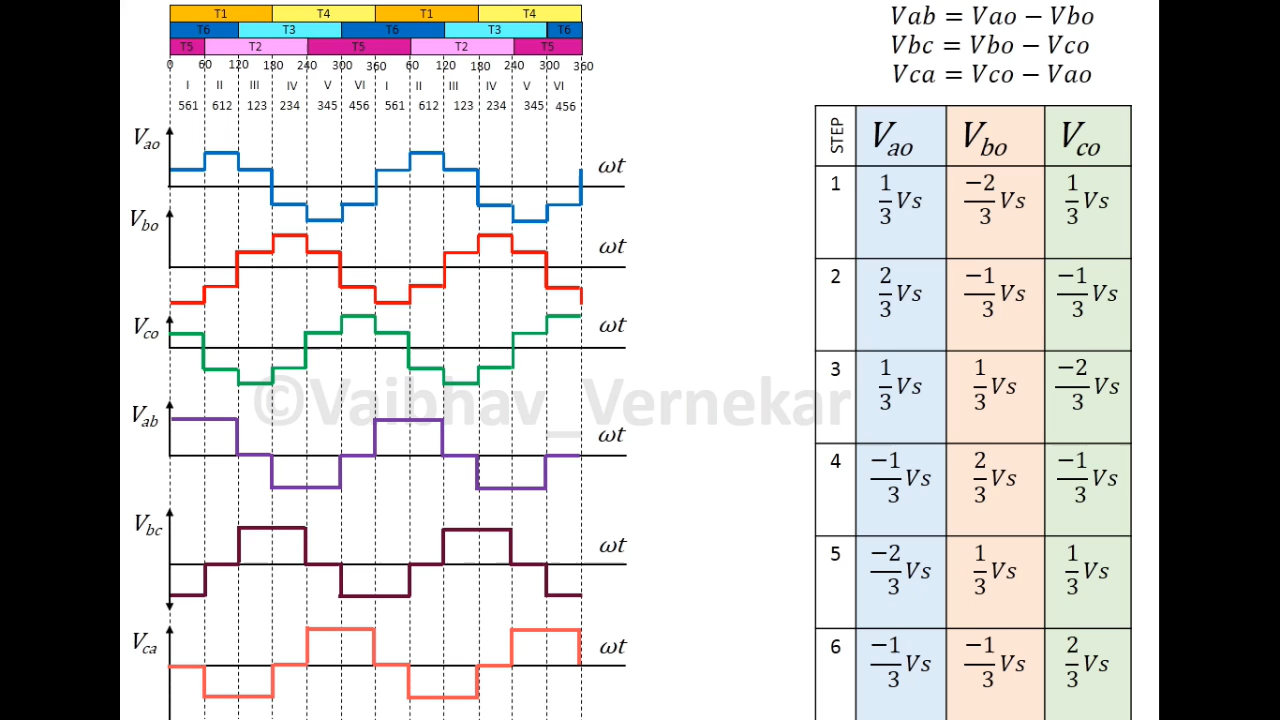 T1 T4 T1 T4
T6 T3 T6 T3 T6
T5 T2 T5 T2 T5
0 60 120 180 240 300 360 60 120 180 240 300 360
I II III IV V VI I II III IV V VI
561 612 123 234 345 456 561 612 123 234 345 456
Vao
ωt
Vbo
ωt
Vco
ωt
©Vaibhav_Vernekar
Vab
ωt
Vbc
ωt
Vca
ωt
Vab = Vao − Vbo
Vbc = Vbo − Vco
Vca = Vco − Vao
STEP Vao Vbo Vco
1 1/3 Vs −2/3 Vs 1/3 Vs
2 2/3 Vs −1/3 Vs −1/3 Vs
3 1/3 Vs 1/3 Vs −2/3 Vs
4 −1/3 Vs 2/3 Vs −1/3 Vs
5 −2/3 Vs 1/3 Vs 1/3 Vs
6 −1/3 Vs −1/3 Vs 2/3 Vs